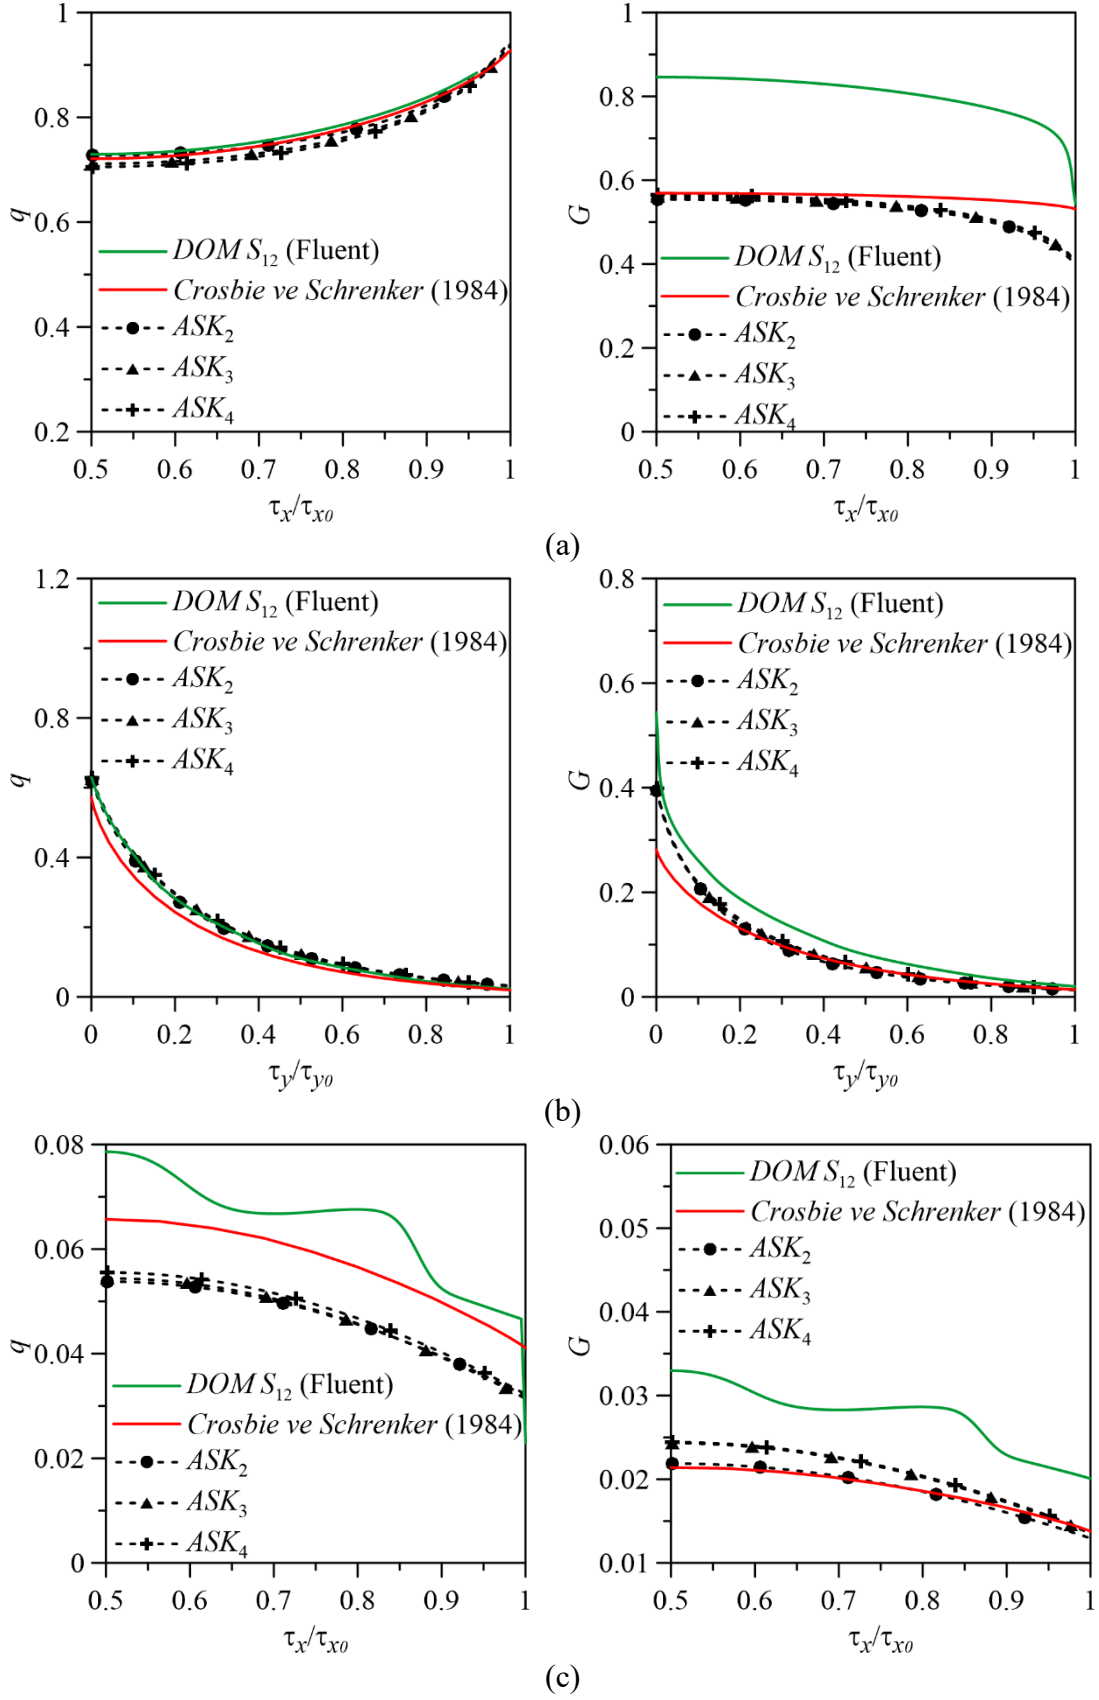 1
0.8
0.6
0.4
0.2
q
DOM S₁₂ (Fluent)
Crosbie ve Schrenker (1984)
ASK₂
ASK₃
ASK₄
0.5 0.6 0.7 0.8 0.9 1
τx/τx0
1
0.8
0.6
0.4
0.2
0
G
DOM S₁₂ (Fluent)
Crosbie ve Schrenker (1984)
ASK₂
ASK₃
ASK₄
0.5 0.6 0.7 0.8 0.9 1
τx/τx0
(a)
1.2
0.8
0.4
0
q
DOM S₁₂ (Fluent)
Crosbie ve Schrenker (1984)
ASK₂
ASK₃
ASK₄
0 0.2 0.4 0.6 0.8 1
τy/τy0
0.8
0.6
0.4
0.2
0
G
DOM S₁₂ (Fluent)
Crosbie ve Schrenker (1984)
ASK₂
ASK₃
ASK₄
0 0.2 0.4 0.6 0.8 1
τy/τy0
(b)
0.08
0.06
0.04
0.02
0
q
DOM S₁₂ (Fluent)
Crosbie ve Schrenker (1984)
ASK₂
ASK₃
ASK₄
0.5 0.6 0.7 0.8 0.9 1
τx/τx0
0.06
0.05
0.04
0.03
0.02
0.01
G
DOM S₁₂ (Fluent)
Crosbie ve Schrenker (1984)
ASK₂
ASK₃
ASK₄
0.5 0.6 0.7 0.8 0.9 1
τx/τx0
(c)